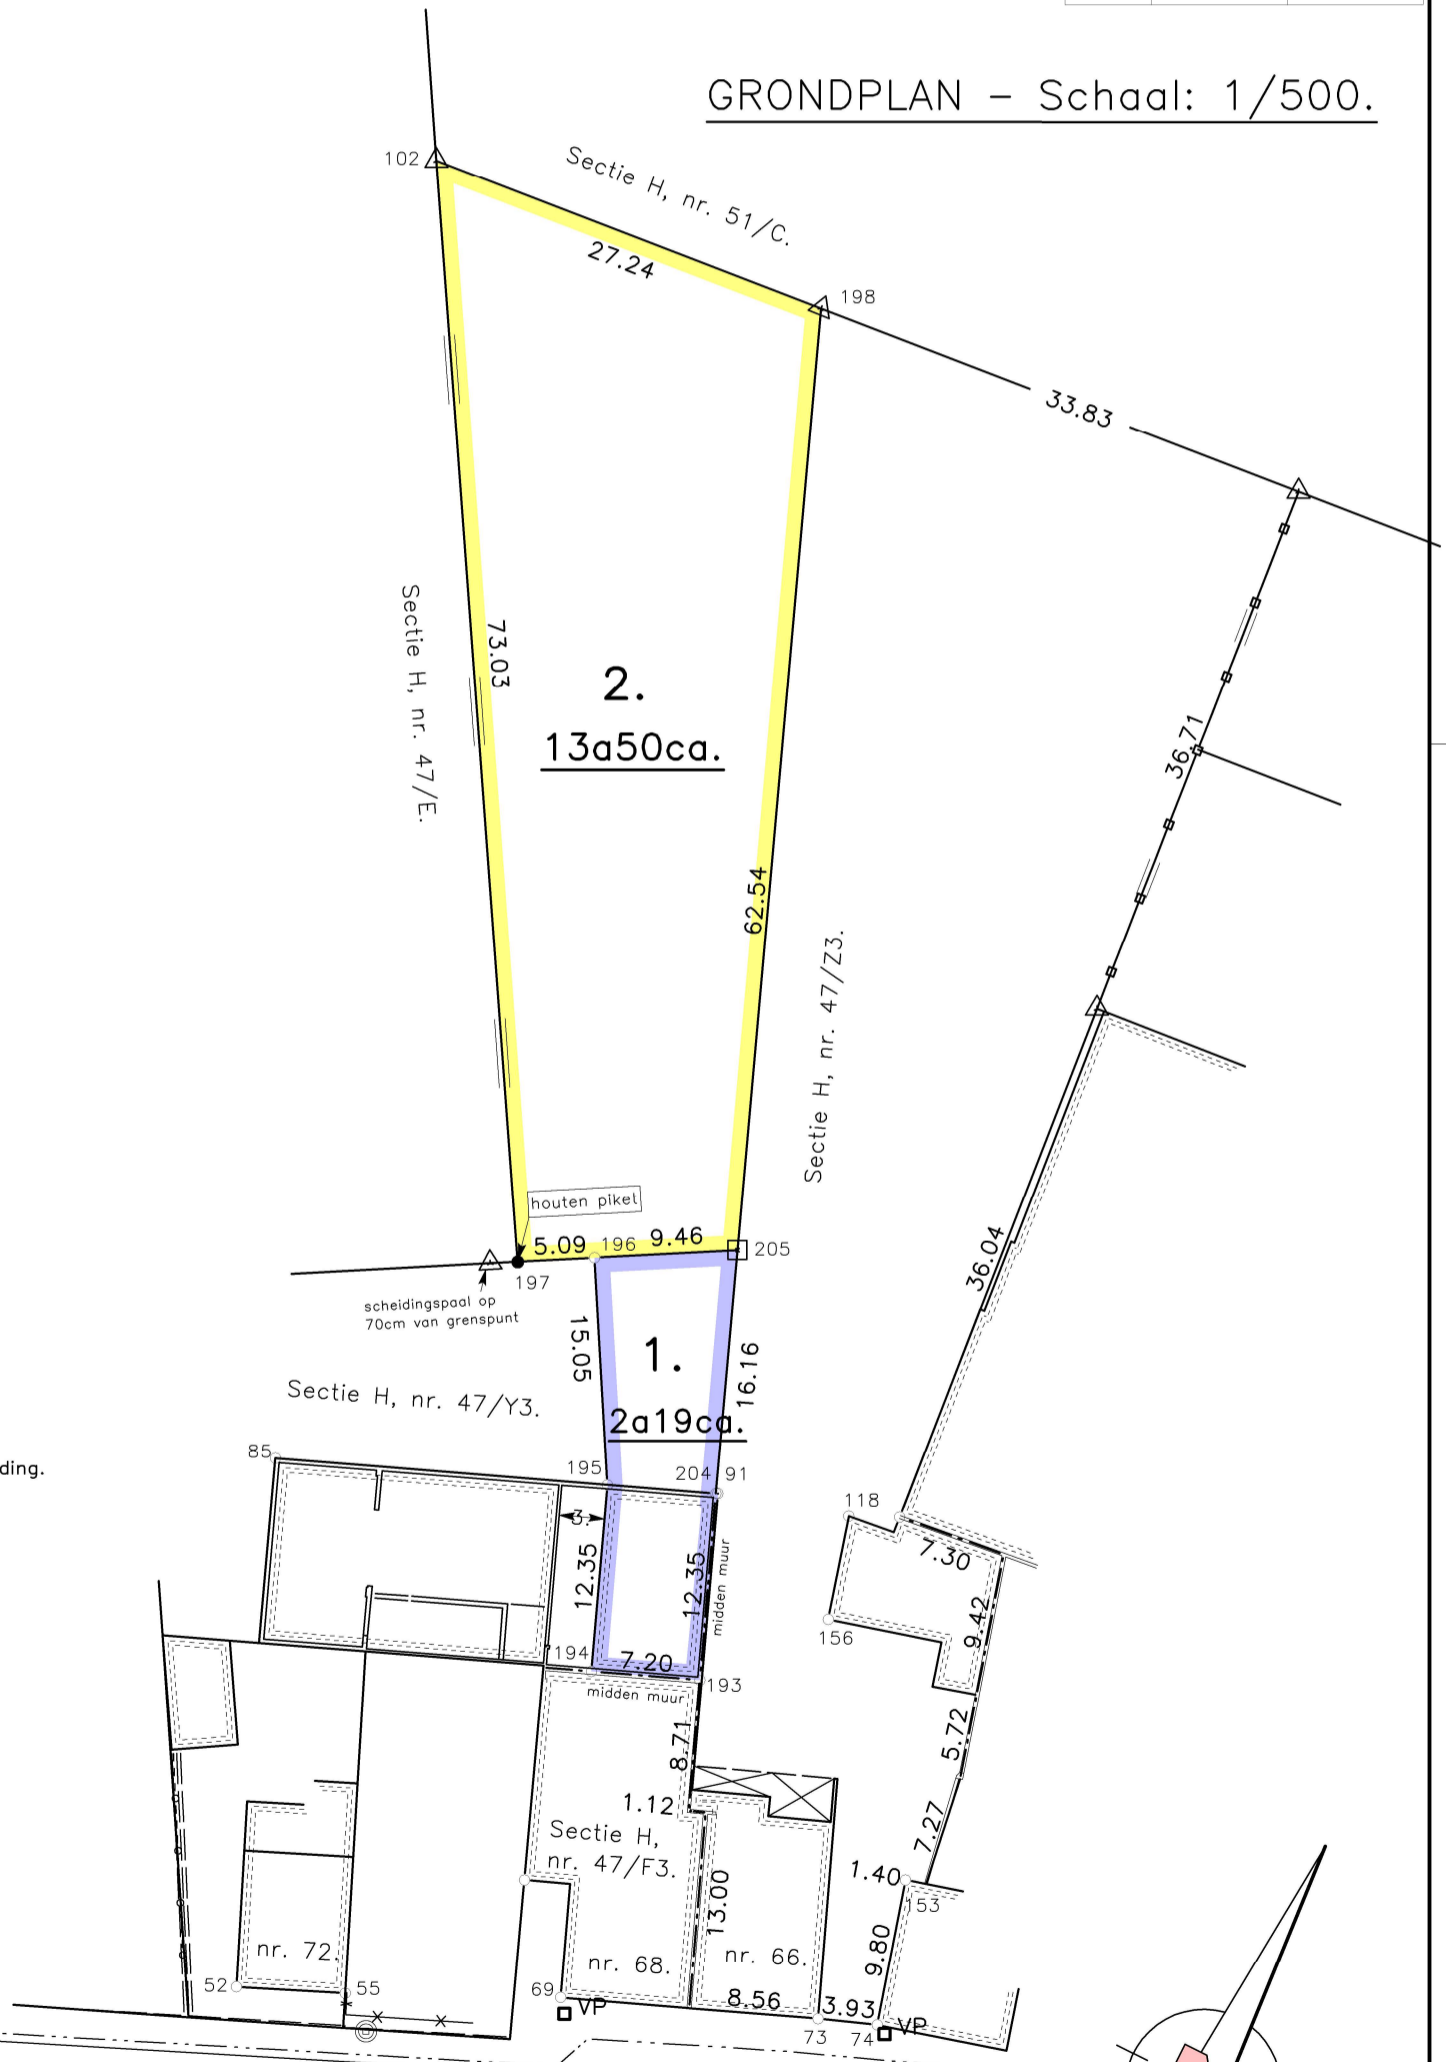 GRONDPLAN - Schaal: 1/500.
102
Sectie H, nr. 51/C.
27.24
198
33.83
Sectie H, nr. 47/E.
73.03
2.
13a50ca.
36.71
62.54
Sectie H, nr. 47/Z3.
houten piket
5.09
196
9.46
205
197
scheidingspaal op
70cm van grenspunt
36.04
15.05
1.
16.16
Sectie H, nr. 47/Y3.
2a19ca.
ding.
85
195
204
91
118
3.
12.35
12.35
midden muur
7.30
9.42
156
194
7.20
193
midden muur
8.71
5.72
1.12
Sectie H,
nr. 47/F3.
7.27
1.40
153
13.00
9.80
nr. 72.
nr. 68.
nr. 66.
52
55
69
VP
8.56
3.93
73
74
VP